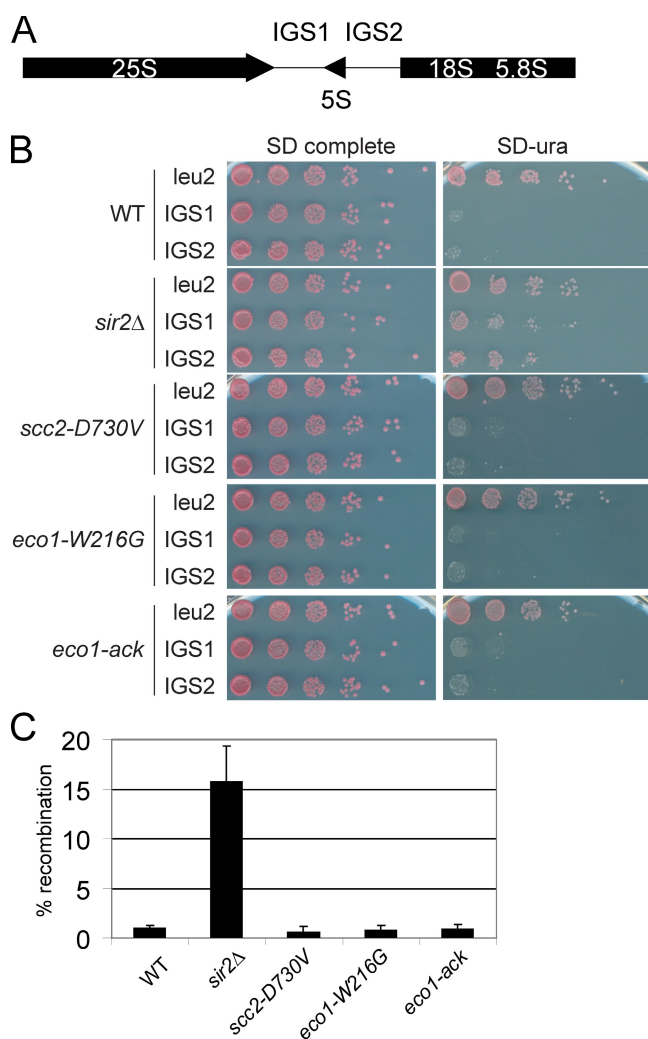 A
IGS1 IGS2
25S 18S 5.8S
5S
B
SD complete SD-ura
WT
leu2
IGS1
IGS2
sir2Δ
leu2
IGS1
IGS2
scc2-D730V
leu2
IGS1
IGS2
eco1-W216G
leu2
IGS1
IGS2
eco1-ack
leu2
IGS1
IGS2
C
% recombination
20
15
10
5
0
WT
sir2Δ
scc2-D730V
eco1-W216G
eco1-ack